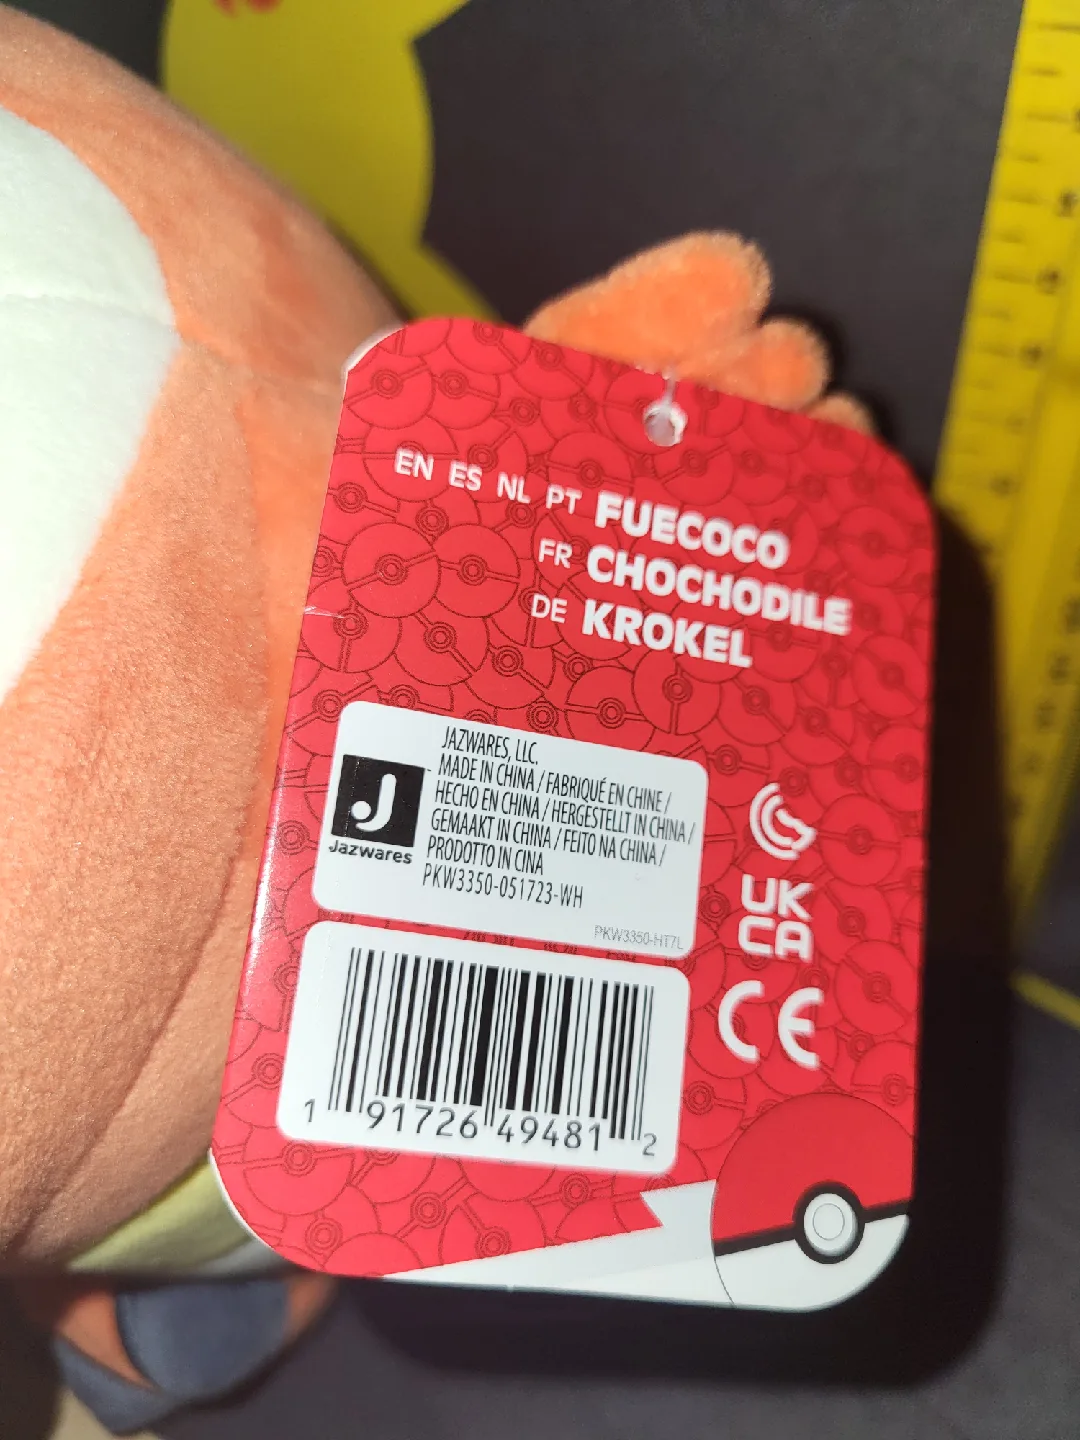 EN ES NL PT FUECOCO
FR CHOCHODILE
DE KROKEL
JAZWARES, LLC.
MADE IN CHINA / FABRIQUÉ EN CHINE /
HECHO EN CHINA / HERGESTELLT IN CHINA /
GEMAAKT IN CHINA / FEITO NA CHINA /
PRODOTTO IN CINA
PKW3350-051723-WH
J
Jazwares
PKW3350-HT7L
UK
CA
CE
1 91726 49481 2